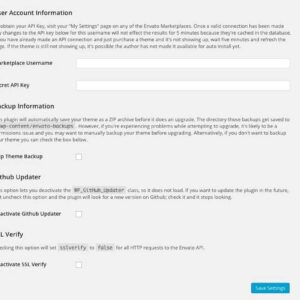 ser Account Information
obtain your API Key, visit your "My Settings" page on any of the Envato Marketplaces. Once a valid connection has been made
y changes to the API key below for this username will not effect the results for 5 minutes because they're cached in the database.
ou have already made an API connection and just purchase a theme and it's not showing up, wait five minutes and refresh the
ge. If the theme is still not showing up, it's possible the author has not made it available for auto install yet.
arketplace Username
cret API Key
ackup Information
is plugin will automatically save your theme as a ZIP archive before it does an upgrade. The directory those backups get saved to
wp-content/envato-backups . However, if you're experiencing problems while attempting to upgrade, it's likely to be a
rmissions issue and you may want to manually backup your theme before upgrading. Alternatively, if you don't want to backup
ur theme you can check the box below.
ip Theme Backup
thub Updater
is option lets you deactivate the WP_GitHub_Updater class, so it does not load. If you want to update the plugin in the future,
st uncheck this option and the plugin will look for a new version on Github; check it and it stops looking.
activate Github Updater
L Verify
ecking this option will set sslverify to false for all HTTP requests to the Envato API.
activate SSL Verify
Save Settings